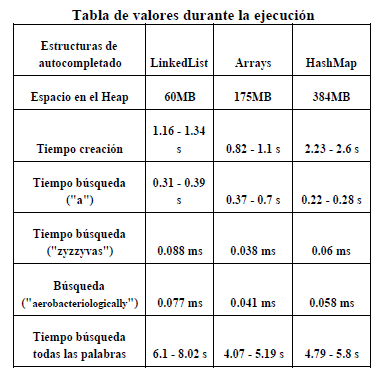 Tabla de valores durante la ejecución
Estructuras de
autocompletado
LinkedList
Arrays
HashMap
Espacio en el Heap
60MB
175MB
384MB
Tiempo creación
1.16 - 1.34
s
0.82 - 1.1 s
2.23 - 2.6 s
Tiempo búsqueda
("a")
0.31 - 0.39
s
0.37 - 0.7 s
0.22 - 0.28 s
Tiempo búsqueda
("zyzzyvas")
0.088 ms
0.038 ms
0.06 ms
Búsqueda
("aerobacteriologically")
0.077 ms
0.041 ms
0.058 ms
Tiempo búsqueda
todas las palabras
6.1 - 8.02 s
4.07 - 5.19 s
4.79 - 5.8 s